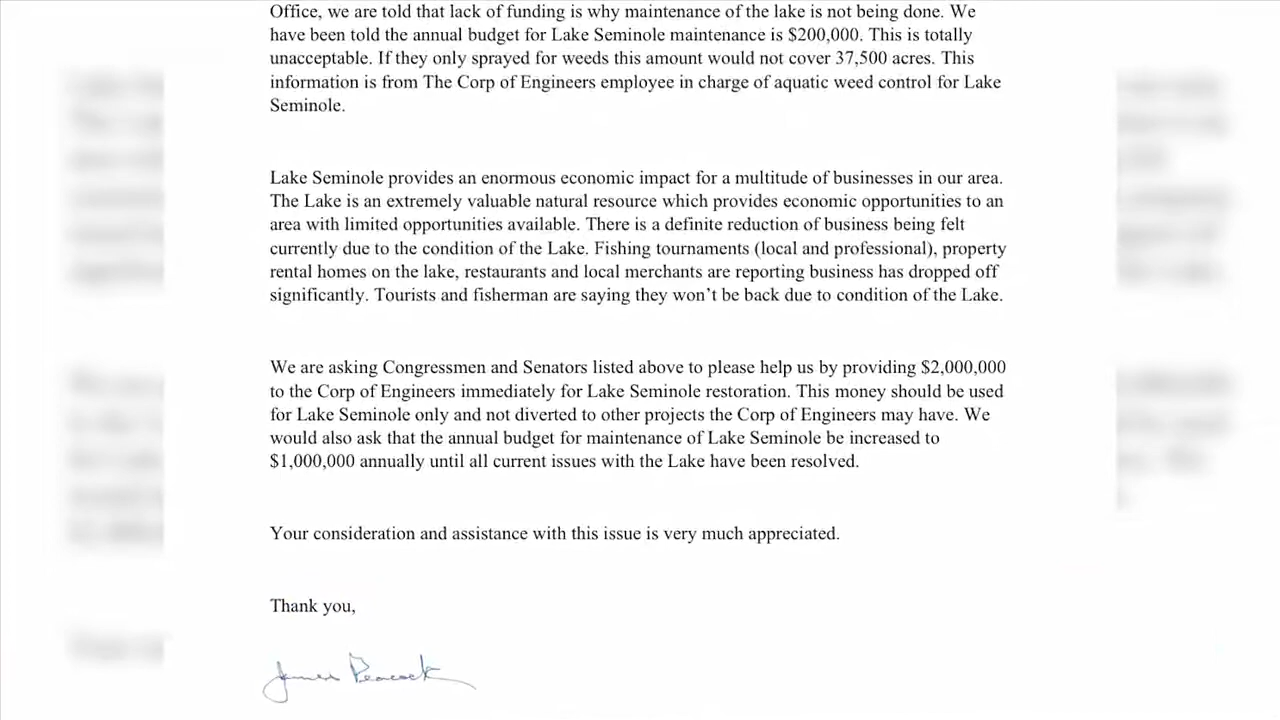 Office, we are told that lack of funding is why maintenance of the lake is not being done. We
have been told the annual budget for Lake Seminole maintenance is $200,000. This is totally
unacceptable. If they only sprayed for weeds this amount would not cover 37,500 acres. This
information is from The Corp of Engineers employee in charge of aquatic weed control for Lake
Seminole.
Lake Seminole provides an enormous economic impact for a multitude of businesses in our area.
The Lake is an extremely valuable natural resource which provides economic opportunities to an
area with limited opportunities available. There is a definite reduction of business being felt
currently due to the condition of the Lake. Fishing tournaments (local and professional), property
rental homes on the lake, restaurants and local merchants are reporting business has dropped off
significantly. Tourists and fisherman are saying they won’t be back due to condition of the Lake.
We are asking Congressmen and Senators listed above to please help us by providing $2,000,000
to the Corp of Engineers immediately for Lake Seminole restoration. This money should be used
for Lake Seminole only and not diverted to other projects the Corp of Engineers may have. We
would also ask that the annual budget for maintenance of Lake Seminole be increased to
$1,000,000 annually until all current issues with the Lake have been resolved.
Your consideration and assistance with this issue is very much appreciated.
Thank you,
James Peacock